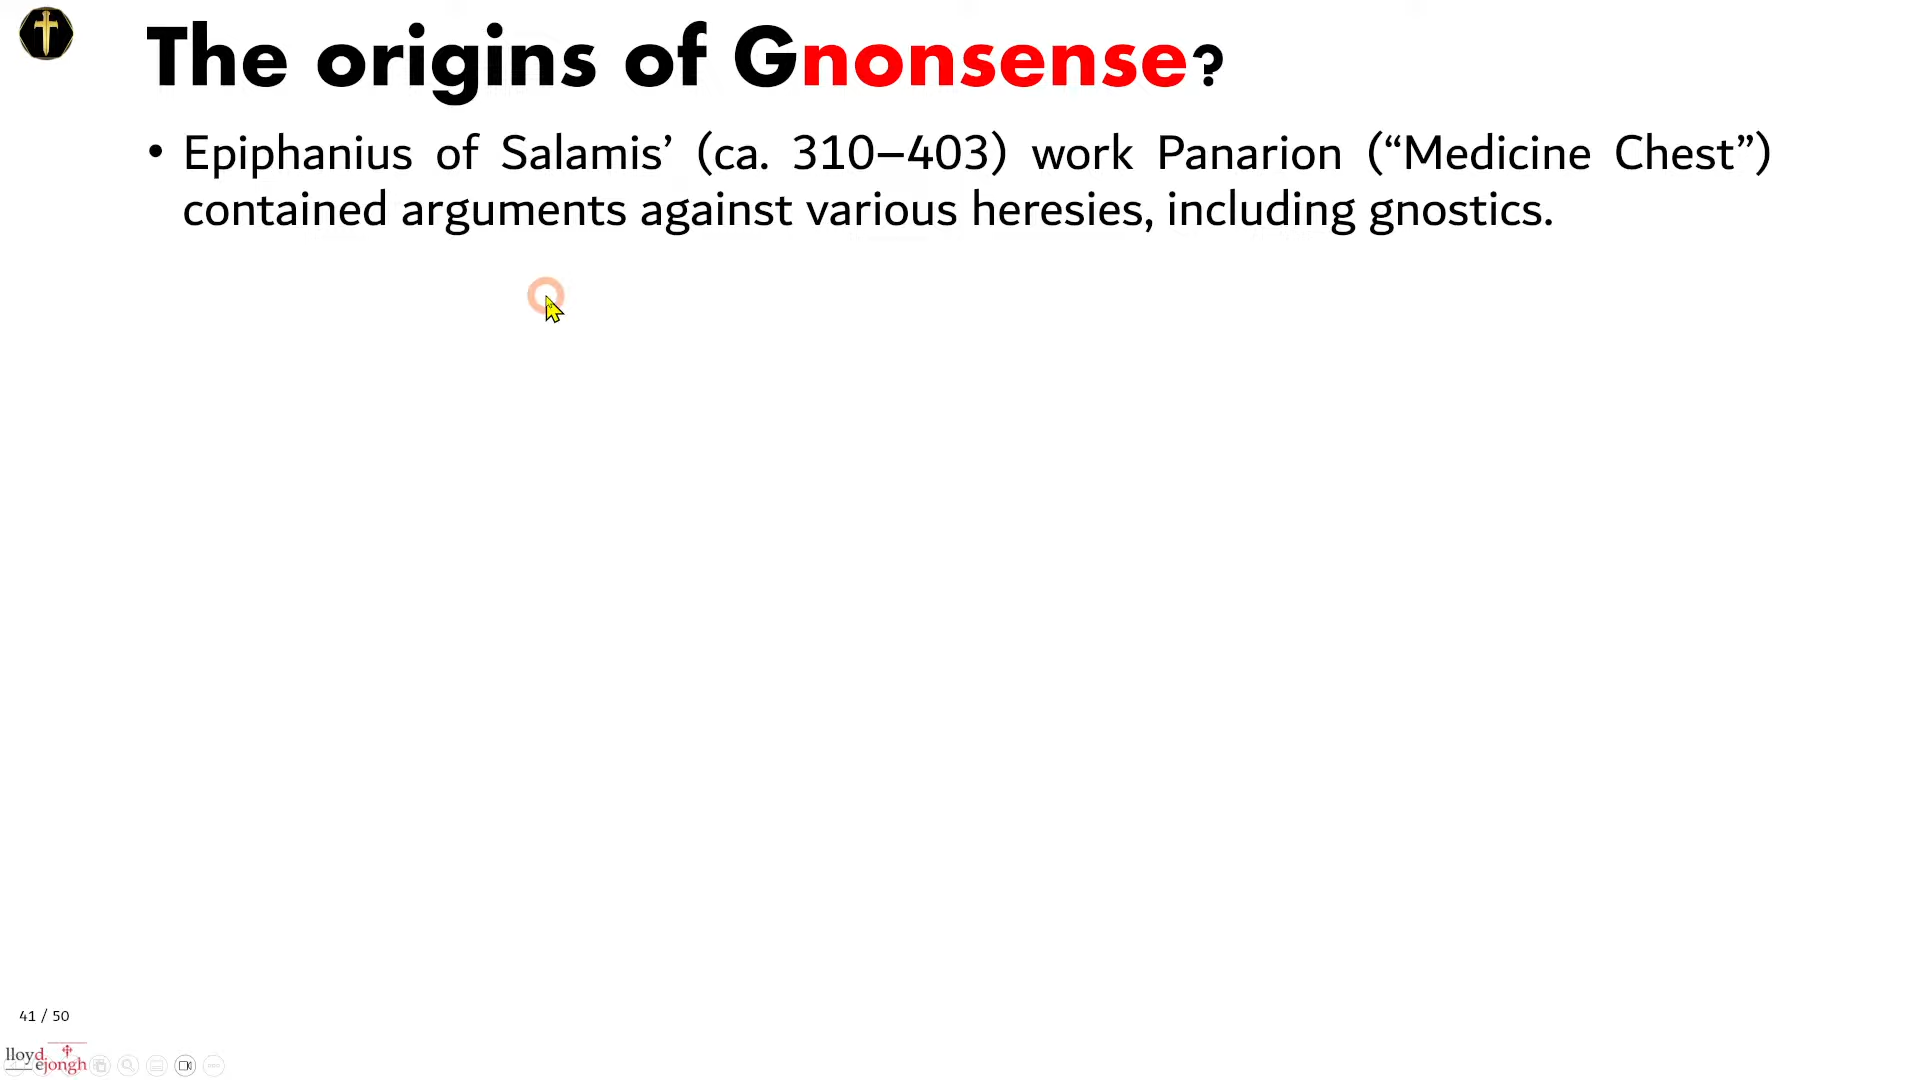 The origins of Gnonsense?
• Epiphanius of Salamis’ (ca. 310–403) work Panarion (“Medicine Chest”)
contained arguments against various heresies, including gnostics.
41 / 50
lloyd
ejongh